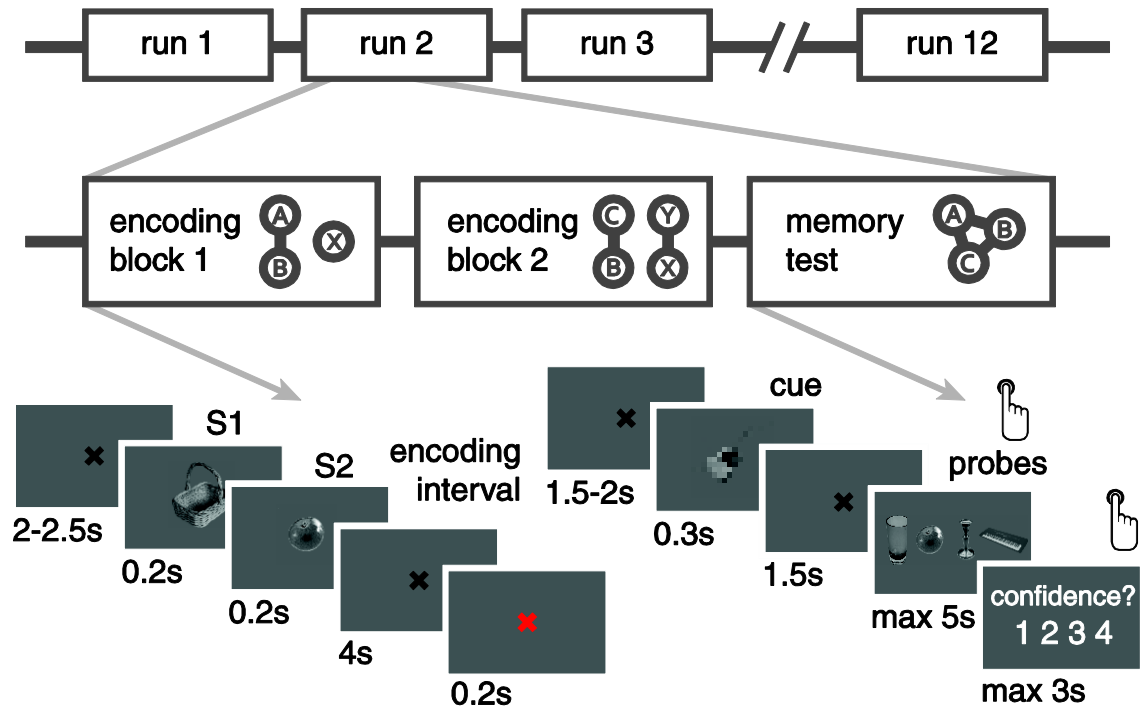 run 1
run 2
run 3
run 12
encoding
block 1
A
B
X
encoding
block 2
C
Y
B
X
memory
test
A
B
C
S1
S2
encoding
interval
2-2.5s
0.2s
0.2s
4s
0.2s
cue
probes
1.5-2s
0.3s
1.5s
max 5s
confidence?
1 2 3 4
max 3s